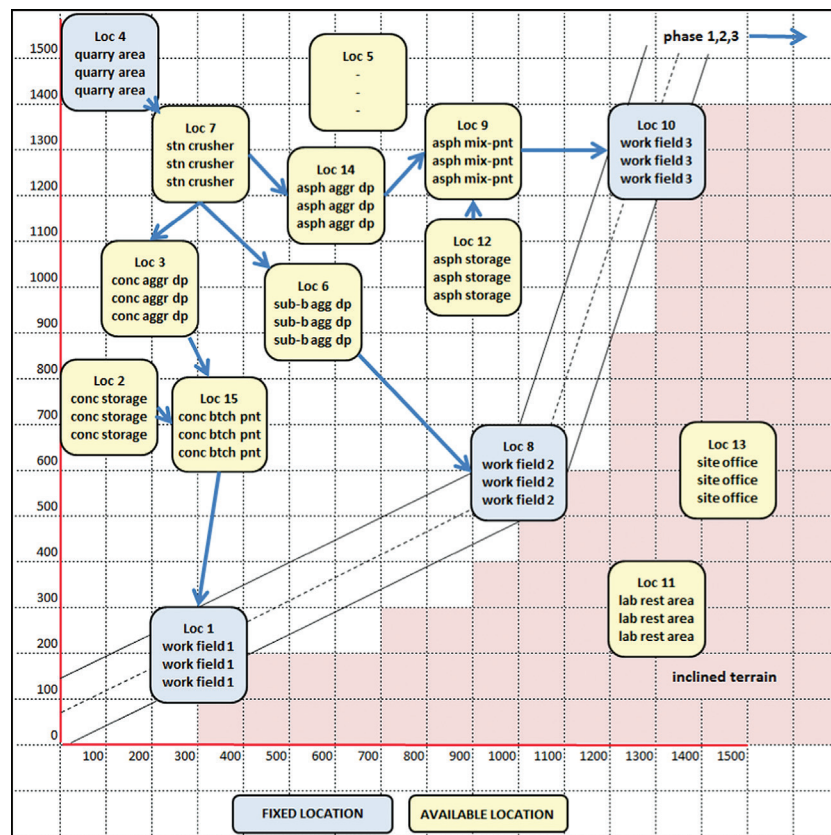 phase 1,2,3
1500
1400
1300
1200
1100
1000
900
800
700
600
500
400
300
200
100
0
Loc 4
quarry area
quarry area
quarry area
Loc 5
-
-
-
Loc 7
stn crusher
stn crusher
stn crusher
Loc 9
asph mix-pnt
asph mix-pnt
asph mix-pnt
Loc 10
work field 3
work field 3
work field 3
Loc 14
asph aggr dp
asph aggr dp
asph aggr dp
Loc 12
asph storage
asph storage
asph storage
Loc 3
conc aggr dp
conc aggr dp
conc aggr dp
Loc 6
sub-b agg dp
sub-b agg dp
sub-b agg dp
Loc 2
conc storage
conc storage
conc storage
Loc 15
conc btch pnt
conc btch pnt
conc btch pnt
Loc 8
work field 2
work field 2
work field 2
Loc 13
site office
site office
site office
Loc 11
lab rest area
lab rest area
lab rest area
Loc 1
work field 1
work field 1
work field 1
inclined terrain
0 100 200 300 400 500 600 700 800 900 1000 1100 1200 1300 1400 1500
FIXED LOCATION
AVAILABLE LOCATION